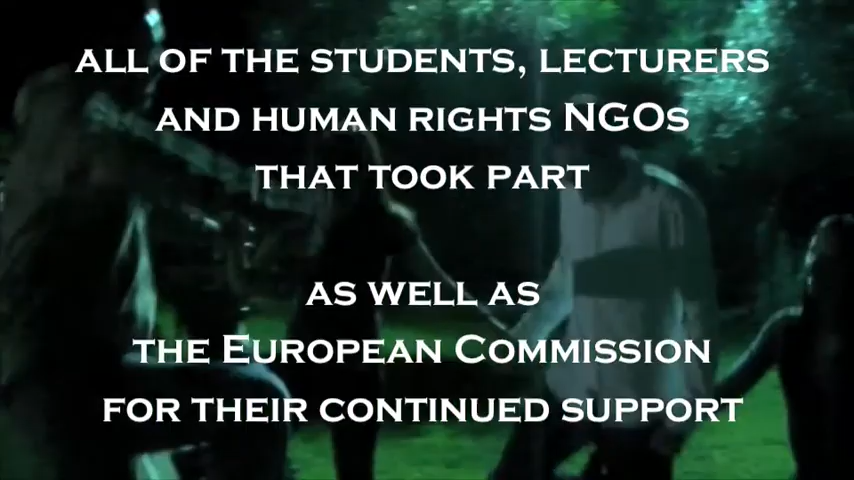 ALL OF THE STUDENTS, LECTURERS
AND HUMAN RIGHTS NGOS
THAT TOOK PART
AS WELL AS
THE EUROPEAN COMMISSION
FOR THEIR CONTINUED SUPPORT